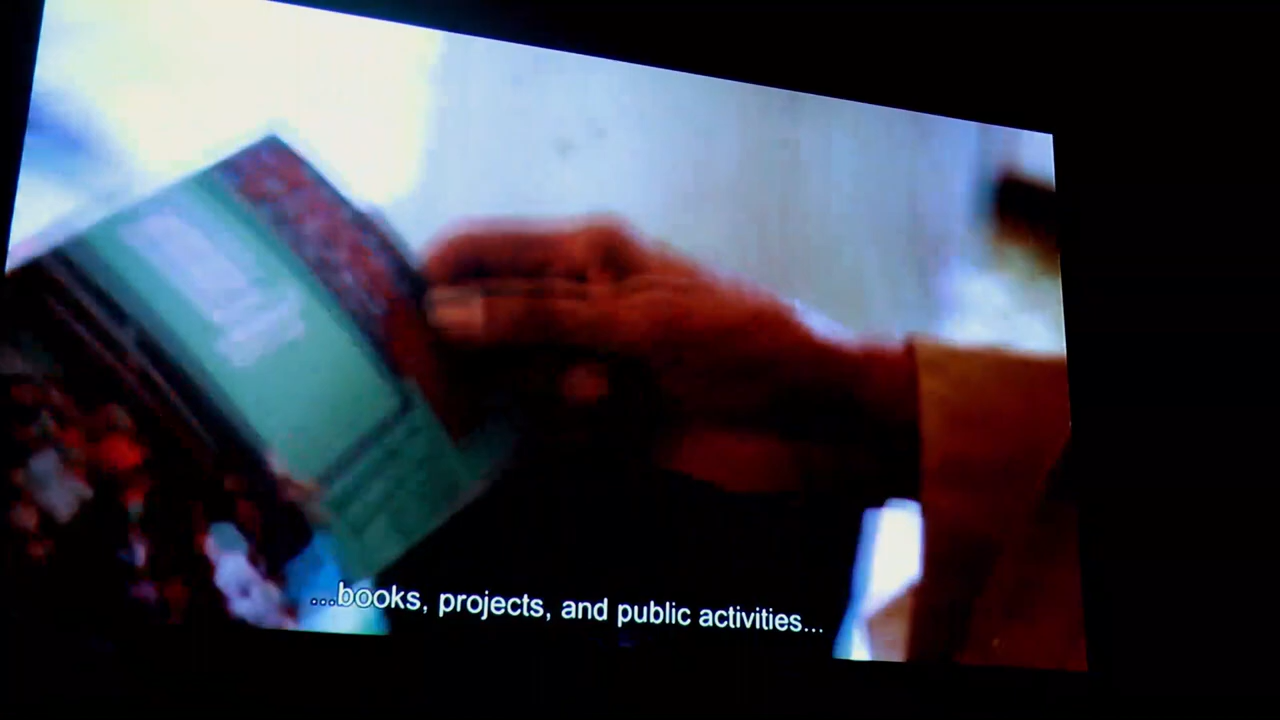 ...books, projects, and public activities...